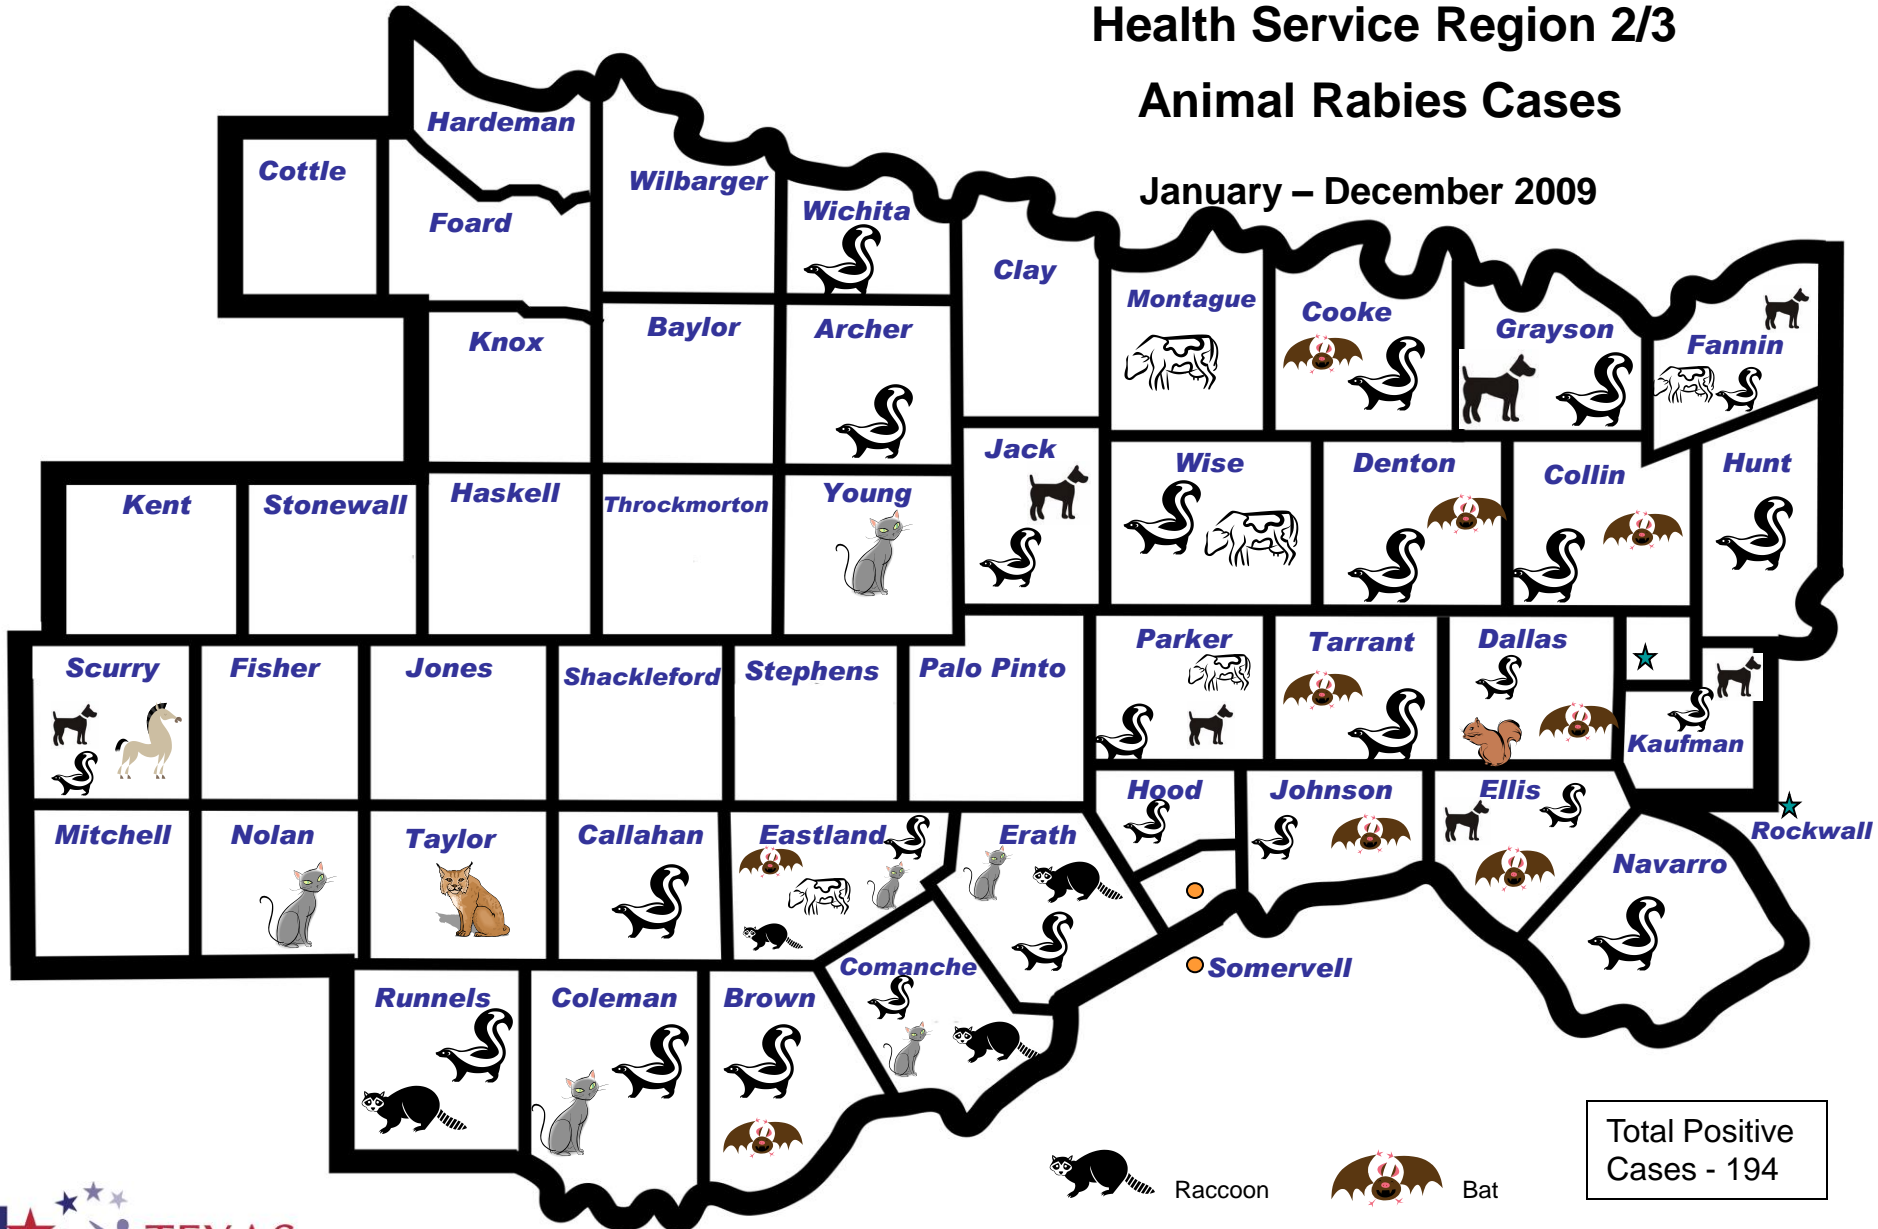 Health Service Region 2/3
Animal Rabies Cases
January – December 2009
Hardeman
Cottle
Wilbarger
Foard
Wichita
Clay
Montague
Cooke
Grayson
Fannin
Knox
Baylor
Archer
Jack
Wise
Denton
Collin
Hunt
Kent
Stonewall
Haskell
Throckmorton
Young
Scurry
Fisher
Jones
Shackleford
Stephens
Palo Pinto
Parker
Tarrant
Dallas
Kaufman
Hood
Johnson
Ellis
Rockwall
Mitchell
Nolan
Taylor
Callahan
Eastland
Erath
Navarro
Comanche
Somervell
Runnels
Coleman
Brown
Total Positive
Cases - 194
Raccoon
Bat
TEXAS